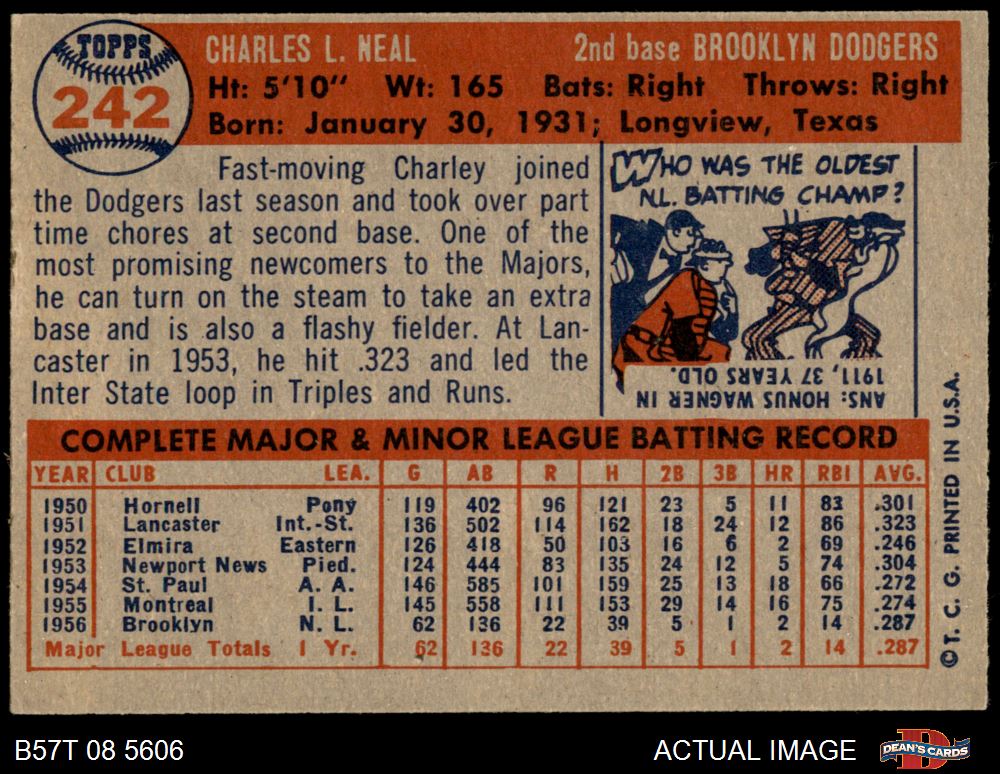 TOPPS
242
CHARLES L. NEAL 2nd base BROOKLYN DODGERS
Ht: 5'10" Wt: 165 Bats: Right Throws: Right
Born: January 30, 1931; Longview, Texas
Fast-moving Charley joined
the Dodgers last season and took over part
time chores at second base. One of the
most promising newcomers to the Majors,
he can turn on the steam to take an extra
base and is also a flashy fielder. At Lan-
caster in 1953, he hit .323 and led the
Inter State loop in Triples and Runs.
WHO WAS THE OLDEST
N.L. BATTING CHAMP?
ANS: HONUS WAGNER IN
1911, 37 YEARS OLD.
COMPLETE MAJOR & MINOR LEAGUE BATTING RECORD
YEAR CLUB LEA. G AB R H 2B 3B HR RBI AVG.
1950 Hornell Pony 119 402 96 121 23 5 11 83 .301
1951 Lancaster Int.-St. 136 502 114 162 18 24 12 86 .323
1952 Elmira Eastern 126 418 50 103 16 6 2 69 .246
1953 Newport News Pied. 124 444 83 135 24 12 5 74 .304
1954 St. Paul A. A. 146 585 101 159 25 13 18 66 .272
1955 Montreal I. L. 145 558 111 153 29 14 16 75 .274
1956 Brooklyn N. L. 62 136 22 39 5 1 2 14 .287
Major League Totals 1 Yr. 62 136 22 39 5 1 2 14 .287
© T. C. G. PRINTED IN U.S.A.
B57T 08 5606 ACTUAL IMAGE
DEAN'S CARDS